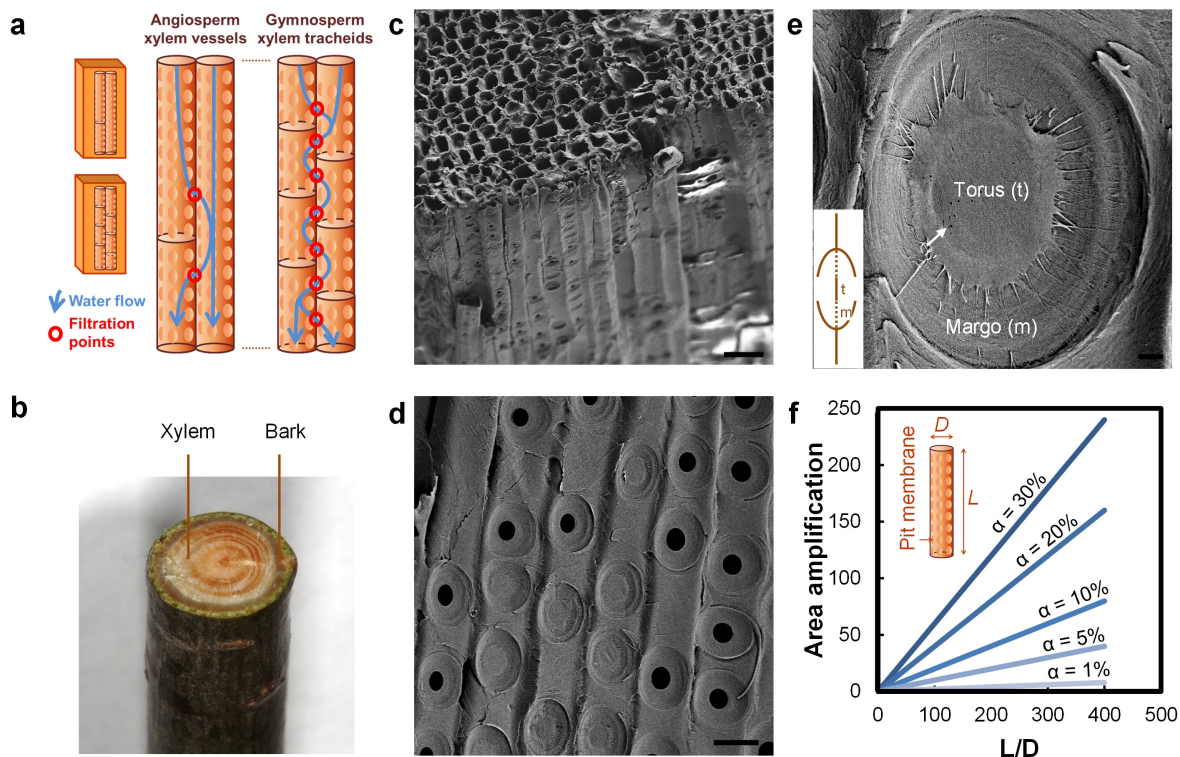 a
Angiosperm
xylem vessels
Gymnosperm
xylem tracheids
Water flow
Filtration
points
b
Xylem
Bark
c
d
e
Torus (t)
Margo (m)
t
m
f
Area amplification
250
200
150
100
50
0
0
100
200
300
400
500
L/D
D
L
Pit membrane
α = 30%
α = 20%
α = 10%
α = 5%
α = 1%